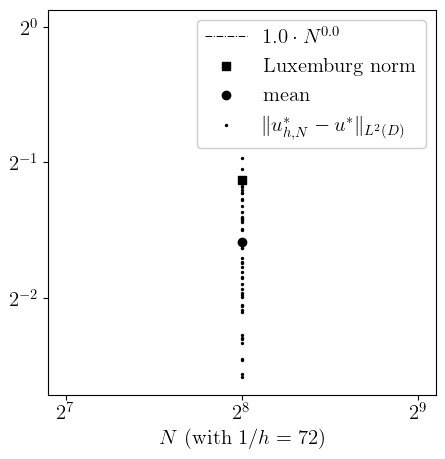 2^0
2^{-1}
2^{-2}
1.0 · N^{0.0}
Luxemburg norm
mean
‖u^*_{h,N} − u^*‖_{L^2(D)}
2^7 2^8 2^9
N (with 1/h = 72)